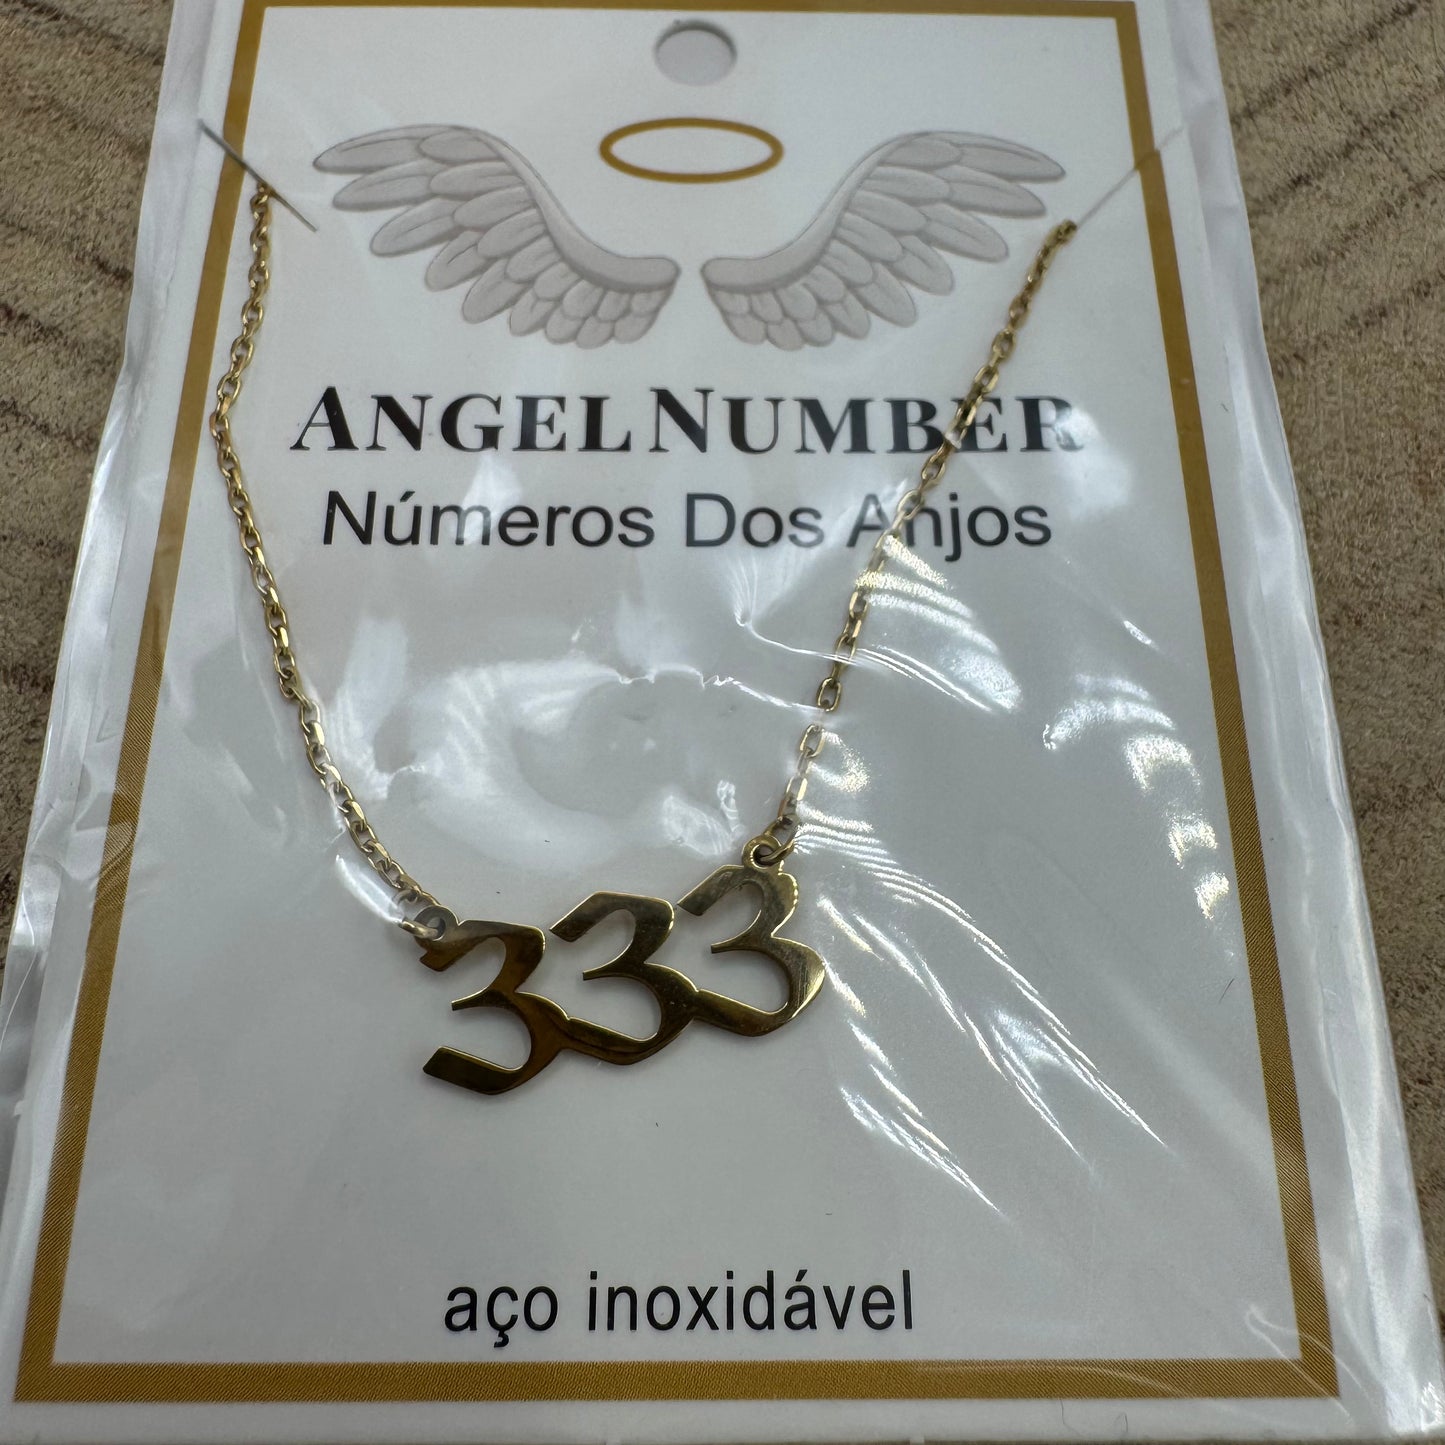 ANGEL NUMBER
Números Dos Anjos
333
aço inoxidável